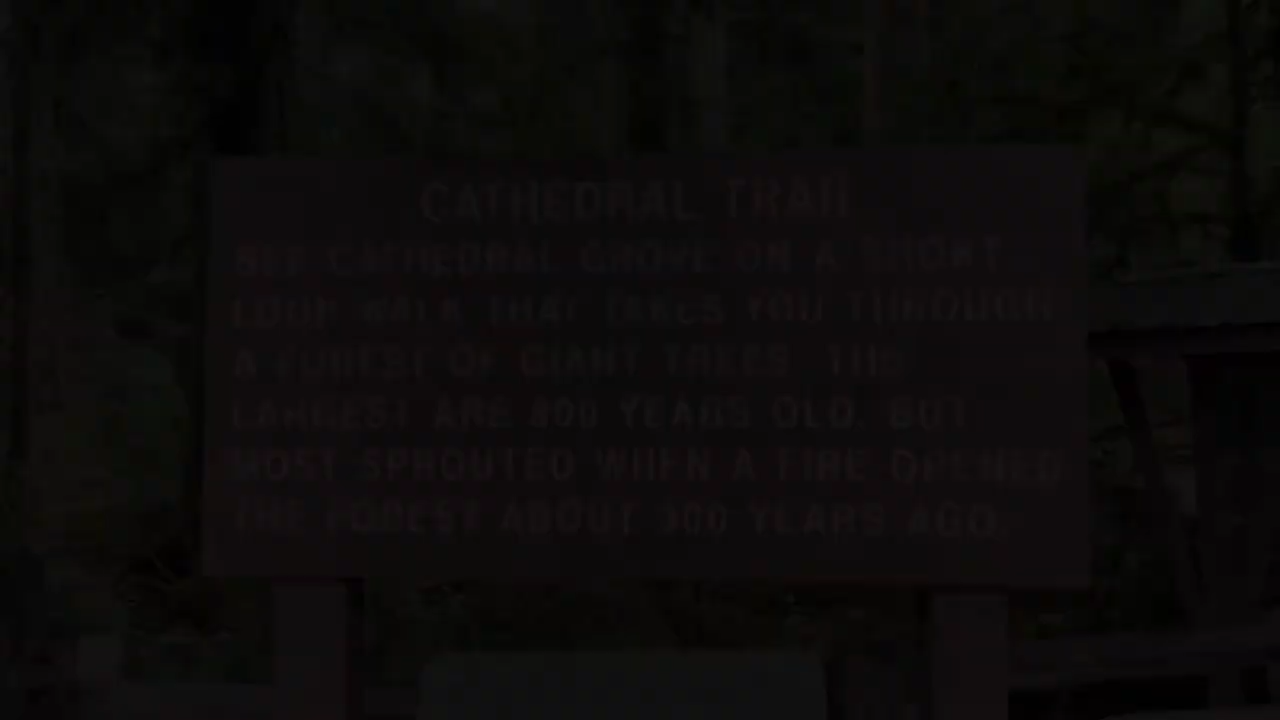 CATHEDRAL TRAIL
SEE CATHEDRAL GROVE ON A SHORT
LOOP WALK THAT TAKES YOU THROUGH
A FOREST OF GIANT TREES. THE
LARGEST ARE 800 YEARS OLD. BUT
MOST SPROUTED WHEN A FIRE OPENED
THE FOREST ABOUT 300 YEARS AGO.